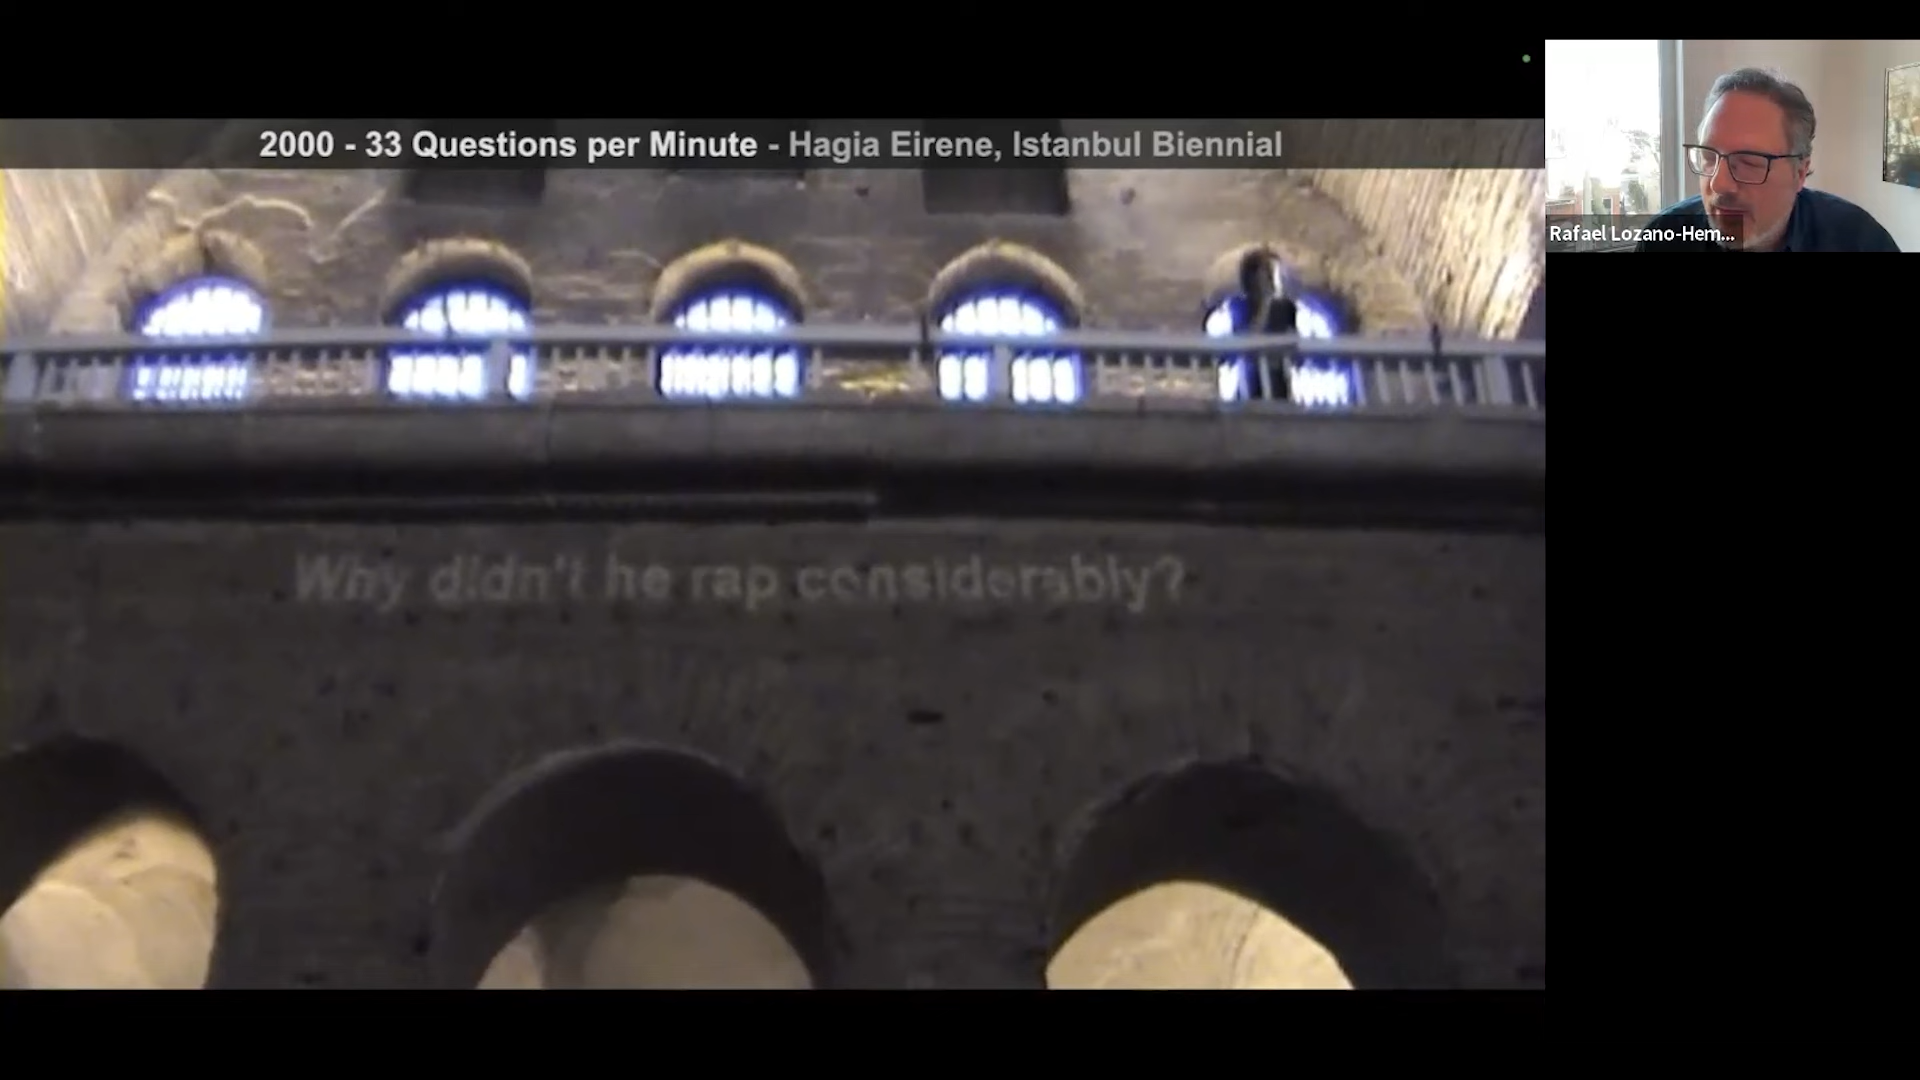 2000 - 33 Questions per Minute - Hagia Eirene, Istanbul Biennial
Rafael Lozano-Hem...
Why didn't he rap considerably?